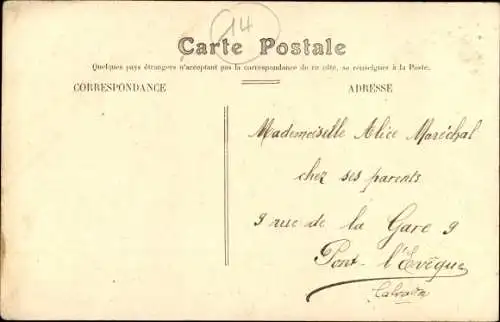 14
Carte Postale
Quelques pays étrangers n'acceptant pas la correspondance de ce côté, se renseigner à la Poste.
CORRESPONDANCE
ADRESSE
Mademoiselle Alice Maréchal
chez ses parents
9 rue de la Gare 9
Pont-l'Evêque
Calvados